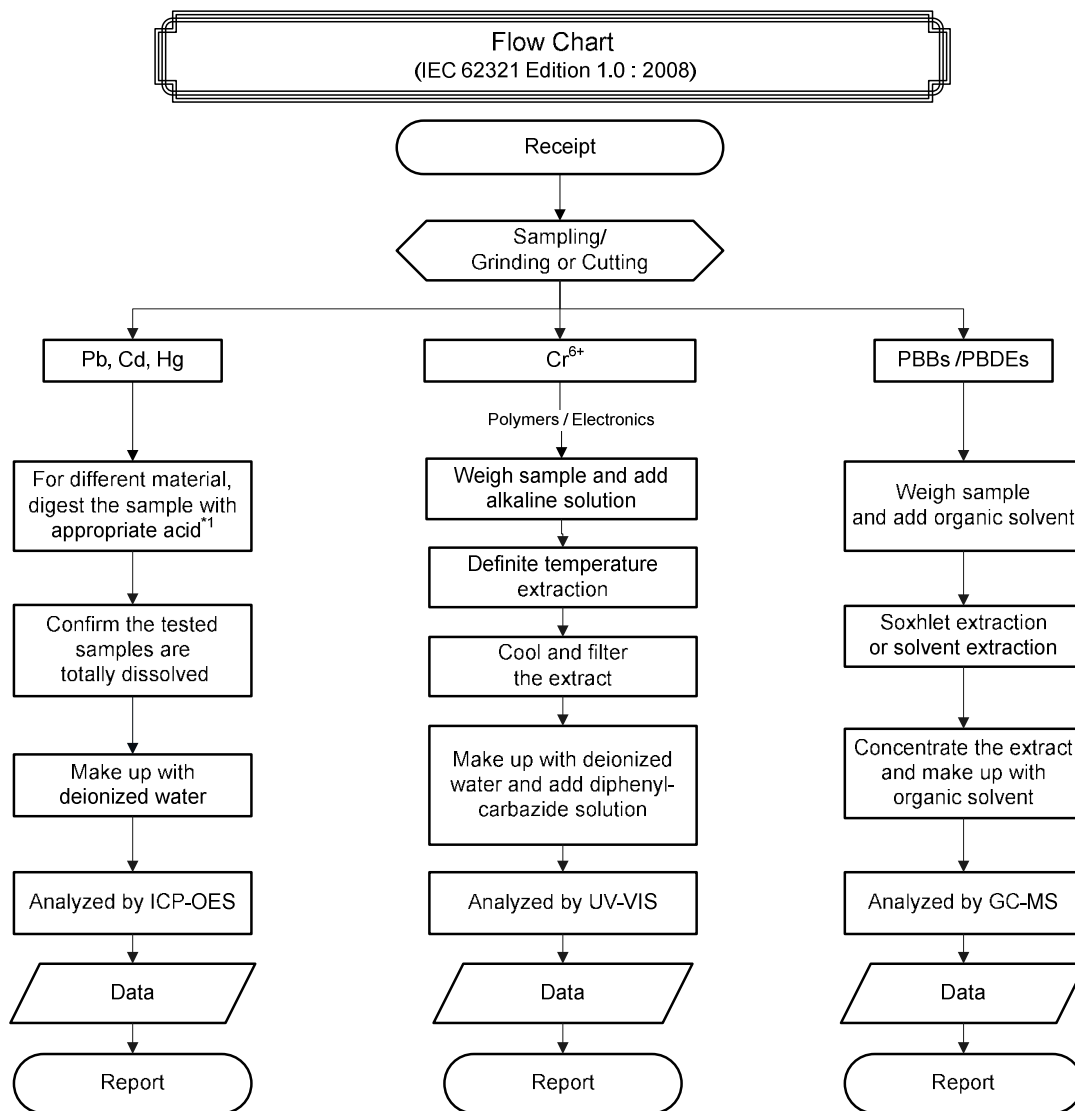 Flow Chart
(IEC 62321 Edition 1.0 : 2008)
Receipt
Sampling/
Grinding or Cutting
Pb, Cd, Hg
For different material,
digest the sample with
appropriate acid*1
Confirm the tested
samples are
totally dissolved
Make up with
deionized water
Analyzed by ICP-OES
Data
Report
Cr6+
Polymers / Electronics
Weigh sample and add
alkaline solution
Definite temperature
extraction
Cool and filter
the extract
Make up with deionized
water and add diphenyl-
carbazide solution
Analyzed by UV-VIS
Data
Report
PBBs /PBDEs
Weigh sample
and add organic solvent
Soxhlet extraction
or solvent extraction
Concentrate the extract
and make up with
organic solvent
Analyzed by GC-MS
Data
Report